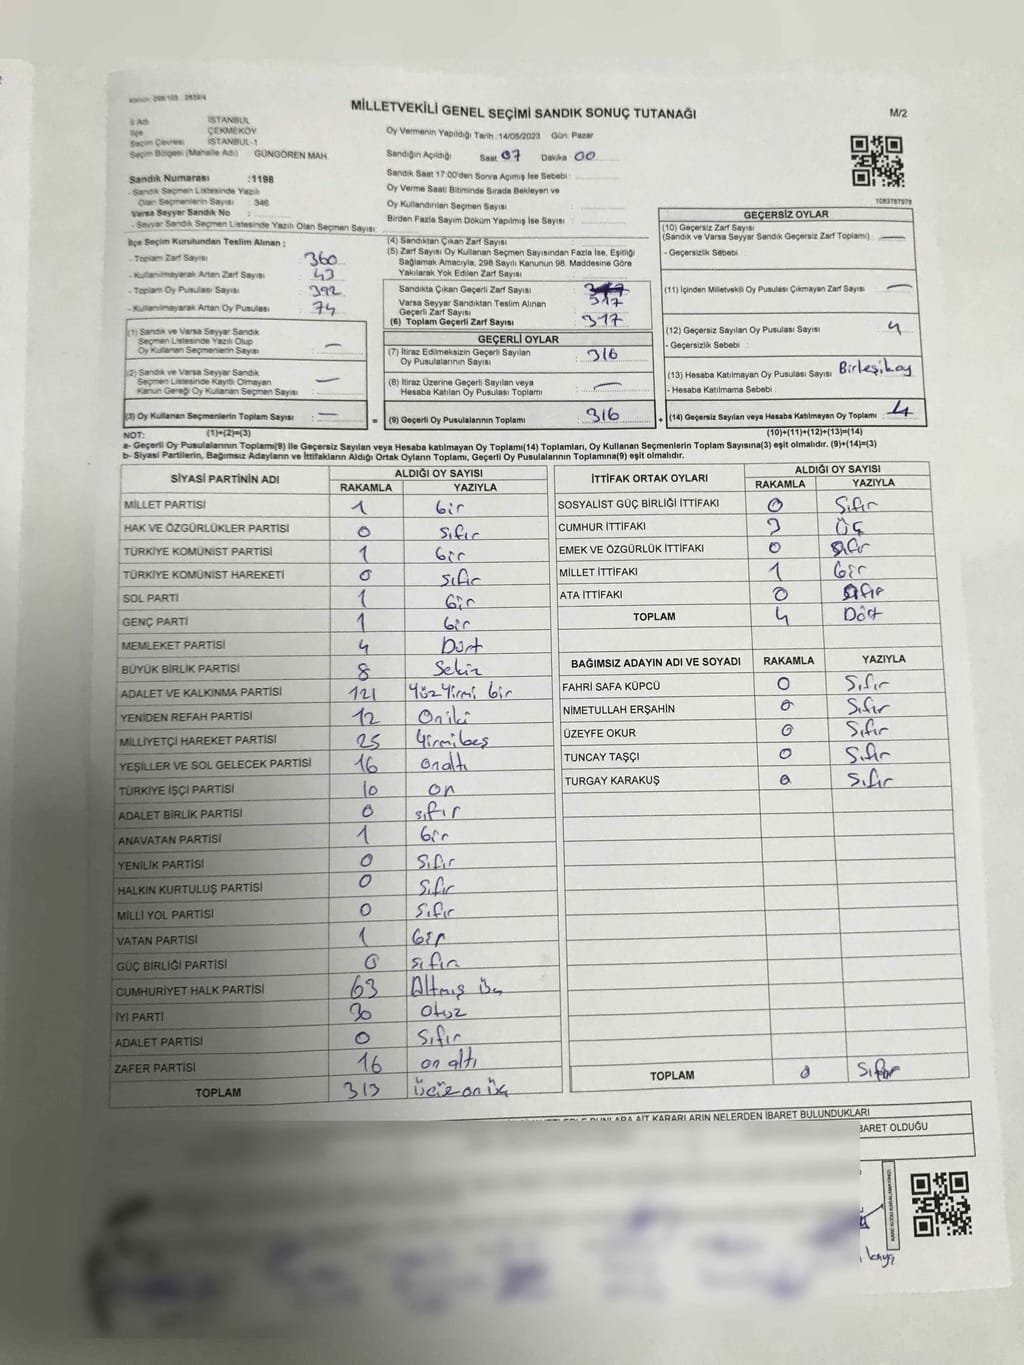 MİLLETVEKİLİ GENEL SEÇİMİ SANDIK SONUÇ TUTANAĞI
M/2
İl Adı İSTANBUL
İlçe ÇEKMEKÖY
Seçim Çevresi İSTANBUL-1
Seçim Bölgesi (Mahalle Adı) GÜNGÖREN MAH.
Sandık Numarası :1198
- Sandık Seçmen Listesinde Yazılı
Olan Seçmenlerin Sayısı : 346
Varsa Seyyar Sandık No :
- Seyyar Sandık Seçmen Listesinde Yazılı Olan Seçmen Sayısı:
Oy Vermenin Yapıldığı Tarih :14/05/2023 Gün: Pazar
Sandığın Açıldığı Saat 07 Dakika 00
Sandık Saat 17:00'den Sonra Açımış İse Sebebi :
Oy Verme Saati Bitiminde Sırada Bekleyen ve
Oy Kullandırılan Seçmen Sayısı :
Birden Fazla Sayım Döküm Yapılmış İse Sayısı :
1083787978
İlçe Seçim Kurulundan Teslim Alınan ;
- Toplam Zarf Sayısı : 360
- Kullanılmayarak Artan Zarf Sayısı : 43
- Toplam Oy Pusulası Sayısı : 392
- Kullanılmayarak Artan Oy Pusulası : 74
(4) Sandıktan Çıkan Zarf Sayısı :
(5) Zarf Sayısı Oy Kullanan Seçmen Sayısından Fazla İse, Eşitliği
Sağlamak Amacıyla, 298 Sayılı Kanunun 98. Maddesine Göre
Yakılarak Yok Edilen Zarf Sayısı :
Sandıkta Çıkan Geçerli Zarf Sayısı :
Varsa Seyyar Sandıktan Teslim Alınan
Geçerli Zarf Sayısı : 317
(6) Toplam Geçerli Zarf Sayısı : 317
GEÇERSİZ OYLAR
(10) Geçersiz Zarf Sayısı
(Sandık ve Varsa Seyyar Sandık Geçersiz Zarf Toplamı) : —
- Geçersizlik Sebebi :
(11) İçinden Milletvekili Oy Pusulası Çıkmayan Zarf Sayısı : —
(12) Geçersiz Sayılan Oy Pusulası Sayısı : 4
- Geçersizlik Sebebi :
(13) Hesaba Katılmayan Oy Pusulası Sayısı
- Hesaba Katılmama Sebebi :
(14) Geçersiz Sayılan veya Hesaba Katılmayan Oy Toplamı : 4
(1) Sandık ve Varsa Seyyar Sandık
Seçmen Listesinde Yazılı Olup
Oy Kullanan Seçmenlerin Sayısı : —
(2) Sandık ve Varsa Seyyar Sandık
Seçmen Listesinde Kayıtlı Olmayan
Kanun Gereği Oy Kullanan Seçmen Sayısı : —
(3) Oy Kullanan Seçmenlerin Toplam Sayısı : — =
GEÇERLİ OYLAR
(7) İtiraz Edilmeksizin Geçerli Sayılan
Oy Pusulalarının Sayısı : 316
(8) İtiraz Üzerine Geçerli Sayılan veya
Hesaba Katılan Oy Pusulası Toplamı : —
(9) Geçerli Oy Pusulalarının Toplamı : 316 +
NOT: (1)+(2)=(3) (10)+(11)+(12)+(13)=(14)
a- Geçerli Oy Pusulalarının Toplamı(9) ile Geçersiz Sayılan veya Hesaba katılmayan Oy Toplamı(14) Toplamları, Oy Kullanan Seçmenlerin Toplam Sayısına(3) eşit olmalıdır. (9)+(14)=(3)
b- Siyasi Partilerin, Bağımsız Adayların ve İttifakların Aldığı Oyların Toplamı, Geçerli Oy Pusulalarının Toplamına(9) eşit olmalıdır.
SİYASİ PARTİNİN ADI ALDIĞI OY SAYISI
RAKAMLA YAZIYLA
MİLLET PARTİSİ 1 bir
HAK VE ÖZGÜRLÜKLER PARTİSİ 0 sıfır
TÜRKİYE KOMÜNİST PARTİSİ 1 bir
TÜRKİYE KOMÜNİST HAREKETİ 0 sıfır
SOL PARTİ 1 bir
GENÇ PARTİ 1 bir
MEMLEKET PARTİSİ 4 Dört
BÜYÜK BİRLİK PARTİSİ 8 Sekiz
ADALET VE KALKINMA PARTİSİ 121 Yüzyirmi bir
YENİDEN REFAH PARTİSİ 12 Oniki
MİLLİYETÇİ HAREKET PARTİSİ 25 Yirmibeş
YEŞİLLER VE SOL GELECEK PARTİSİ 16 onaltı
TÜRKİYE İŞÇİ PARTİSİ 10 on
ADALET BİRLİK PARTİSİ 0 sıfır
ANAVATAN PARTİSİ 1 bir
YENİLİK PARTİSİ 0 Sıfır
HALKIN KURTULUŞ PARTİSİ 0 Sıfır
MİLLİ YOL PARTİSİ 0 Sıfır
VATAN PARTİSİ 1 bir
GÜÇ BİRLİĞİ PARTİSİ 0 sıfır
CUMHURİYET HALK PARTİSİ 63 Altmış üç
İYİ PARTİ 30 Otuz
ADALET PARTİSİ 0 Sıfır
ZAFER PARTİSİ 16 on altı
TOPLAM 313 üçüzonüç
İTTİFAK ORTAK OYLARI ALDIĞI OY SAYISI
RAKAMLA YAZIYLA
SOSYALİST GÜÇ BİRLİĞİ İTTİFAKI 0 Sıfır
CUMHUR İTTİFAKI 3 Üç
EMEK VE ÖZGÜRLÜK İTTİFAKI 0 sıfır
MİLLET İTTİFAKI 1 bir
ATA İTTİFAKI 0 sıfır
TOPLAM 4 Dört
BAĞIMSIZ ADAYIN ADI VE SOYADI RAKAMLA YAZIYLA
FAHRİ SAFA KÜPCÜ 0 Sıfır
NİMETULLAH ERŞAHİN 0 Sıfır
ÜZEYFE OKUR 0 Sıfır
TUNCAY TAŞÇI 0 Sıfır
TURGAY KARAKUŞ 0 Sıfır
TOPLAM 0 Sıfır
KARARLARIN NELERDEN İBARET BULUNDUKLARI
BARET OLDUĞU